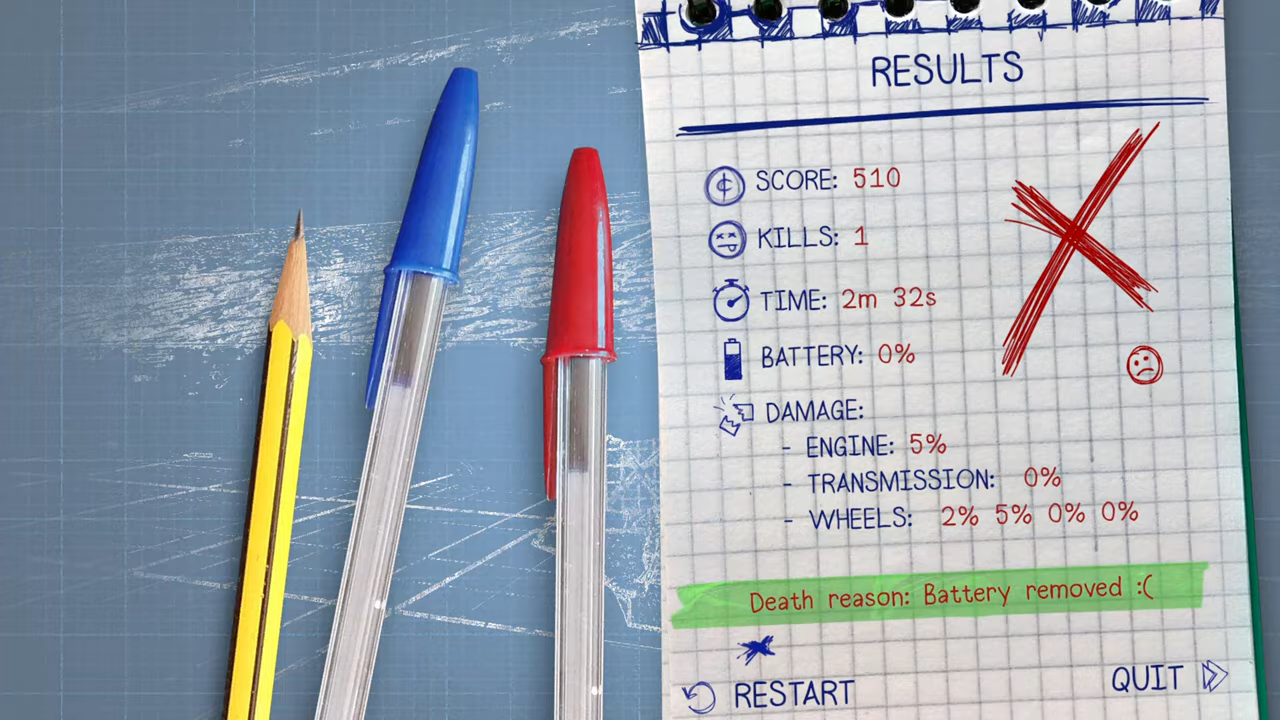 RESULTS
SCORE: 510
KILLS: 1
TIME: 2m 32s
BATTERY: 0%
DAMAGE:
- ENGINE: 5%
- TRANSMISSION: 0%
- WHEELS: 2% 5% 0% 0%
Death reason: Battery removed :(
RESTART
QUIT